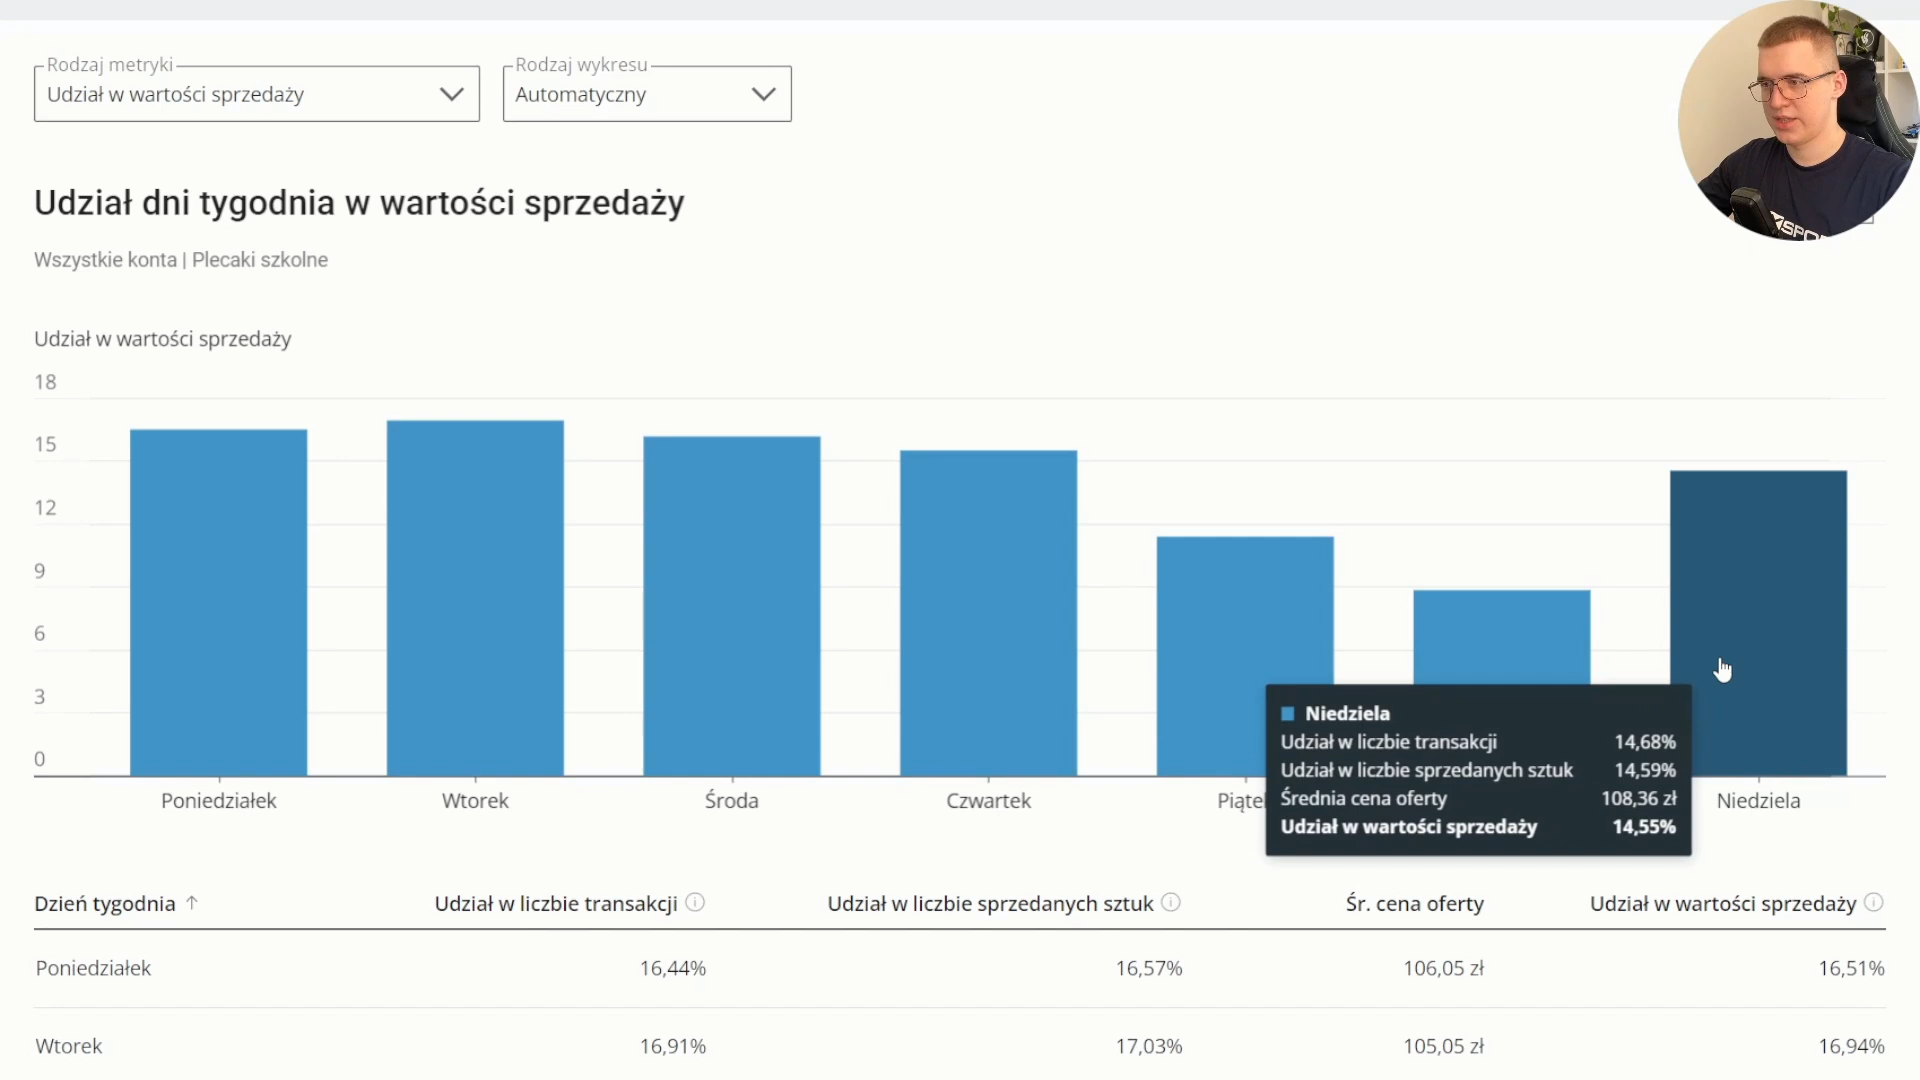 Rodzaj metryki
Udział w wartości sprzedaży
Rodzaj wykresu
Automatyczny
Udział dni tygodnia w wartości sprzedaży
Wszystkie konta | Plecaki szkolne
Udział w wartości sprzedaży
18
15
12
9
6
3
0
Poniedziałek
Wtorek
Środa
Czwartek
Niedziela
Niedziela
Udział w liczbie transakcji 14,68%
Udział w liczbie sprzedanych sztuk 14,59%
Średnia cena oferty 108,36 zł
Udział w wartości sprzedaży 14,55%
Dzień tygodnia ↑ Udział w liczbie transakcji Udział w liczbie sprzedanych sztuk Śr. cena oferty Udział w wartości sprzedaży
Poniedziałek 16,44% 16,57% 106,05 zł 16,51%
Wtorek 16,91% 17,03% 105,05 zł 16,94%